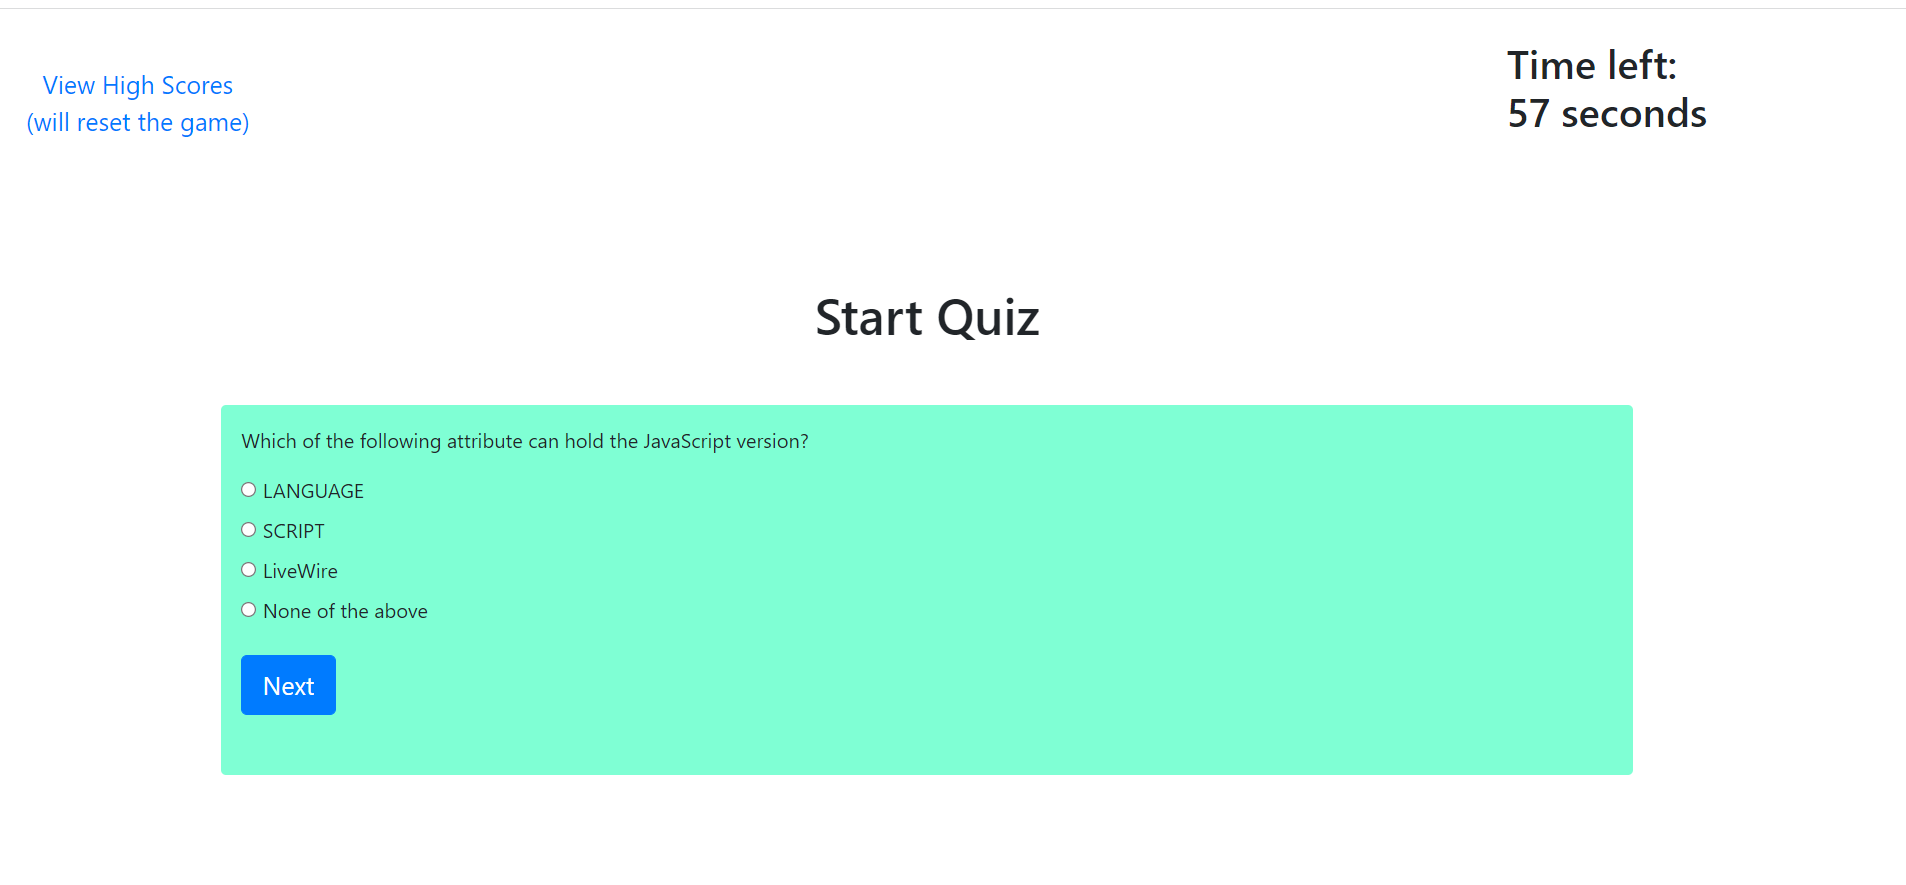 View High Scores
(will reset the game)
Time left:
57 seconds
Start Quiz
Which of the following attribute can hold the JavaScript version?
LANGUAGE
SCRIPT
LiveWire
None of the above
Next